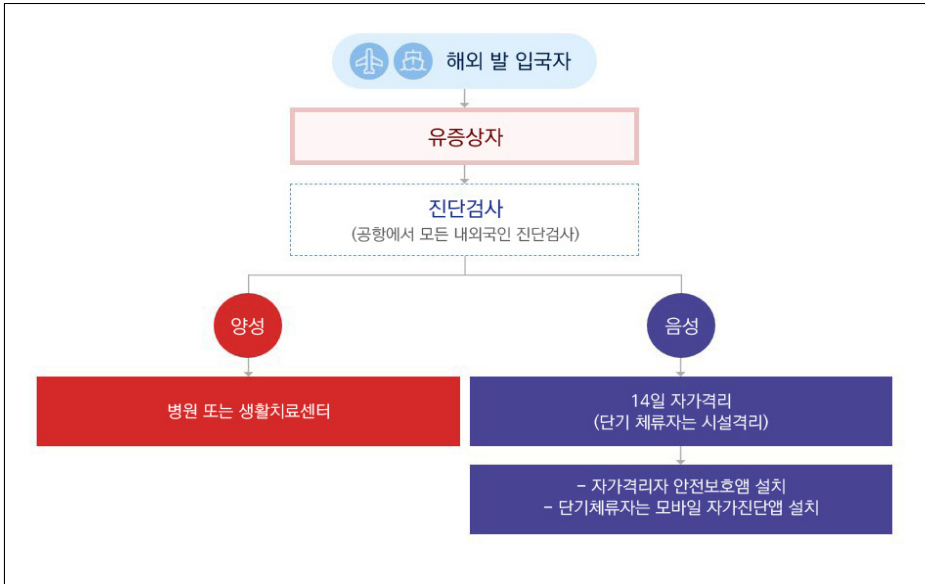 해외 발 입국자
유증상자
진단검사
(공항에서 모든 내외국인 진단검사)
양성
음성
병원 또는 생활치료센터
14일 자가격리
(단기 체류자는 시설격리)
– 자가격리자 안전보호앱 설치
– 단기체류자는 모바일 자가진단앱 설치